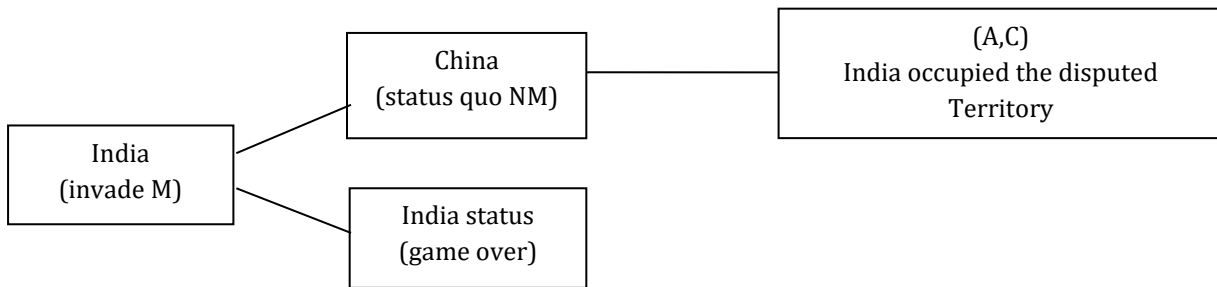 India
(invade M)
China
(status quo NM)
India status
(game over)
(A,C)
India occupied the disputed
Territory